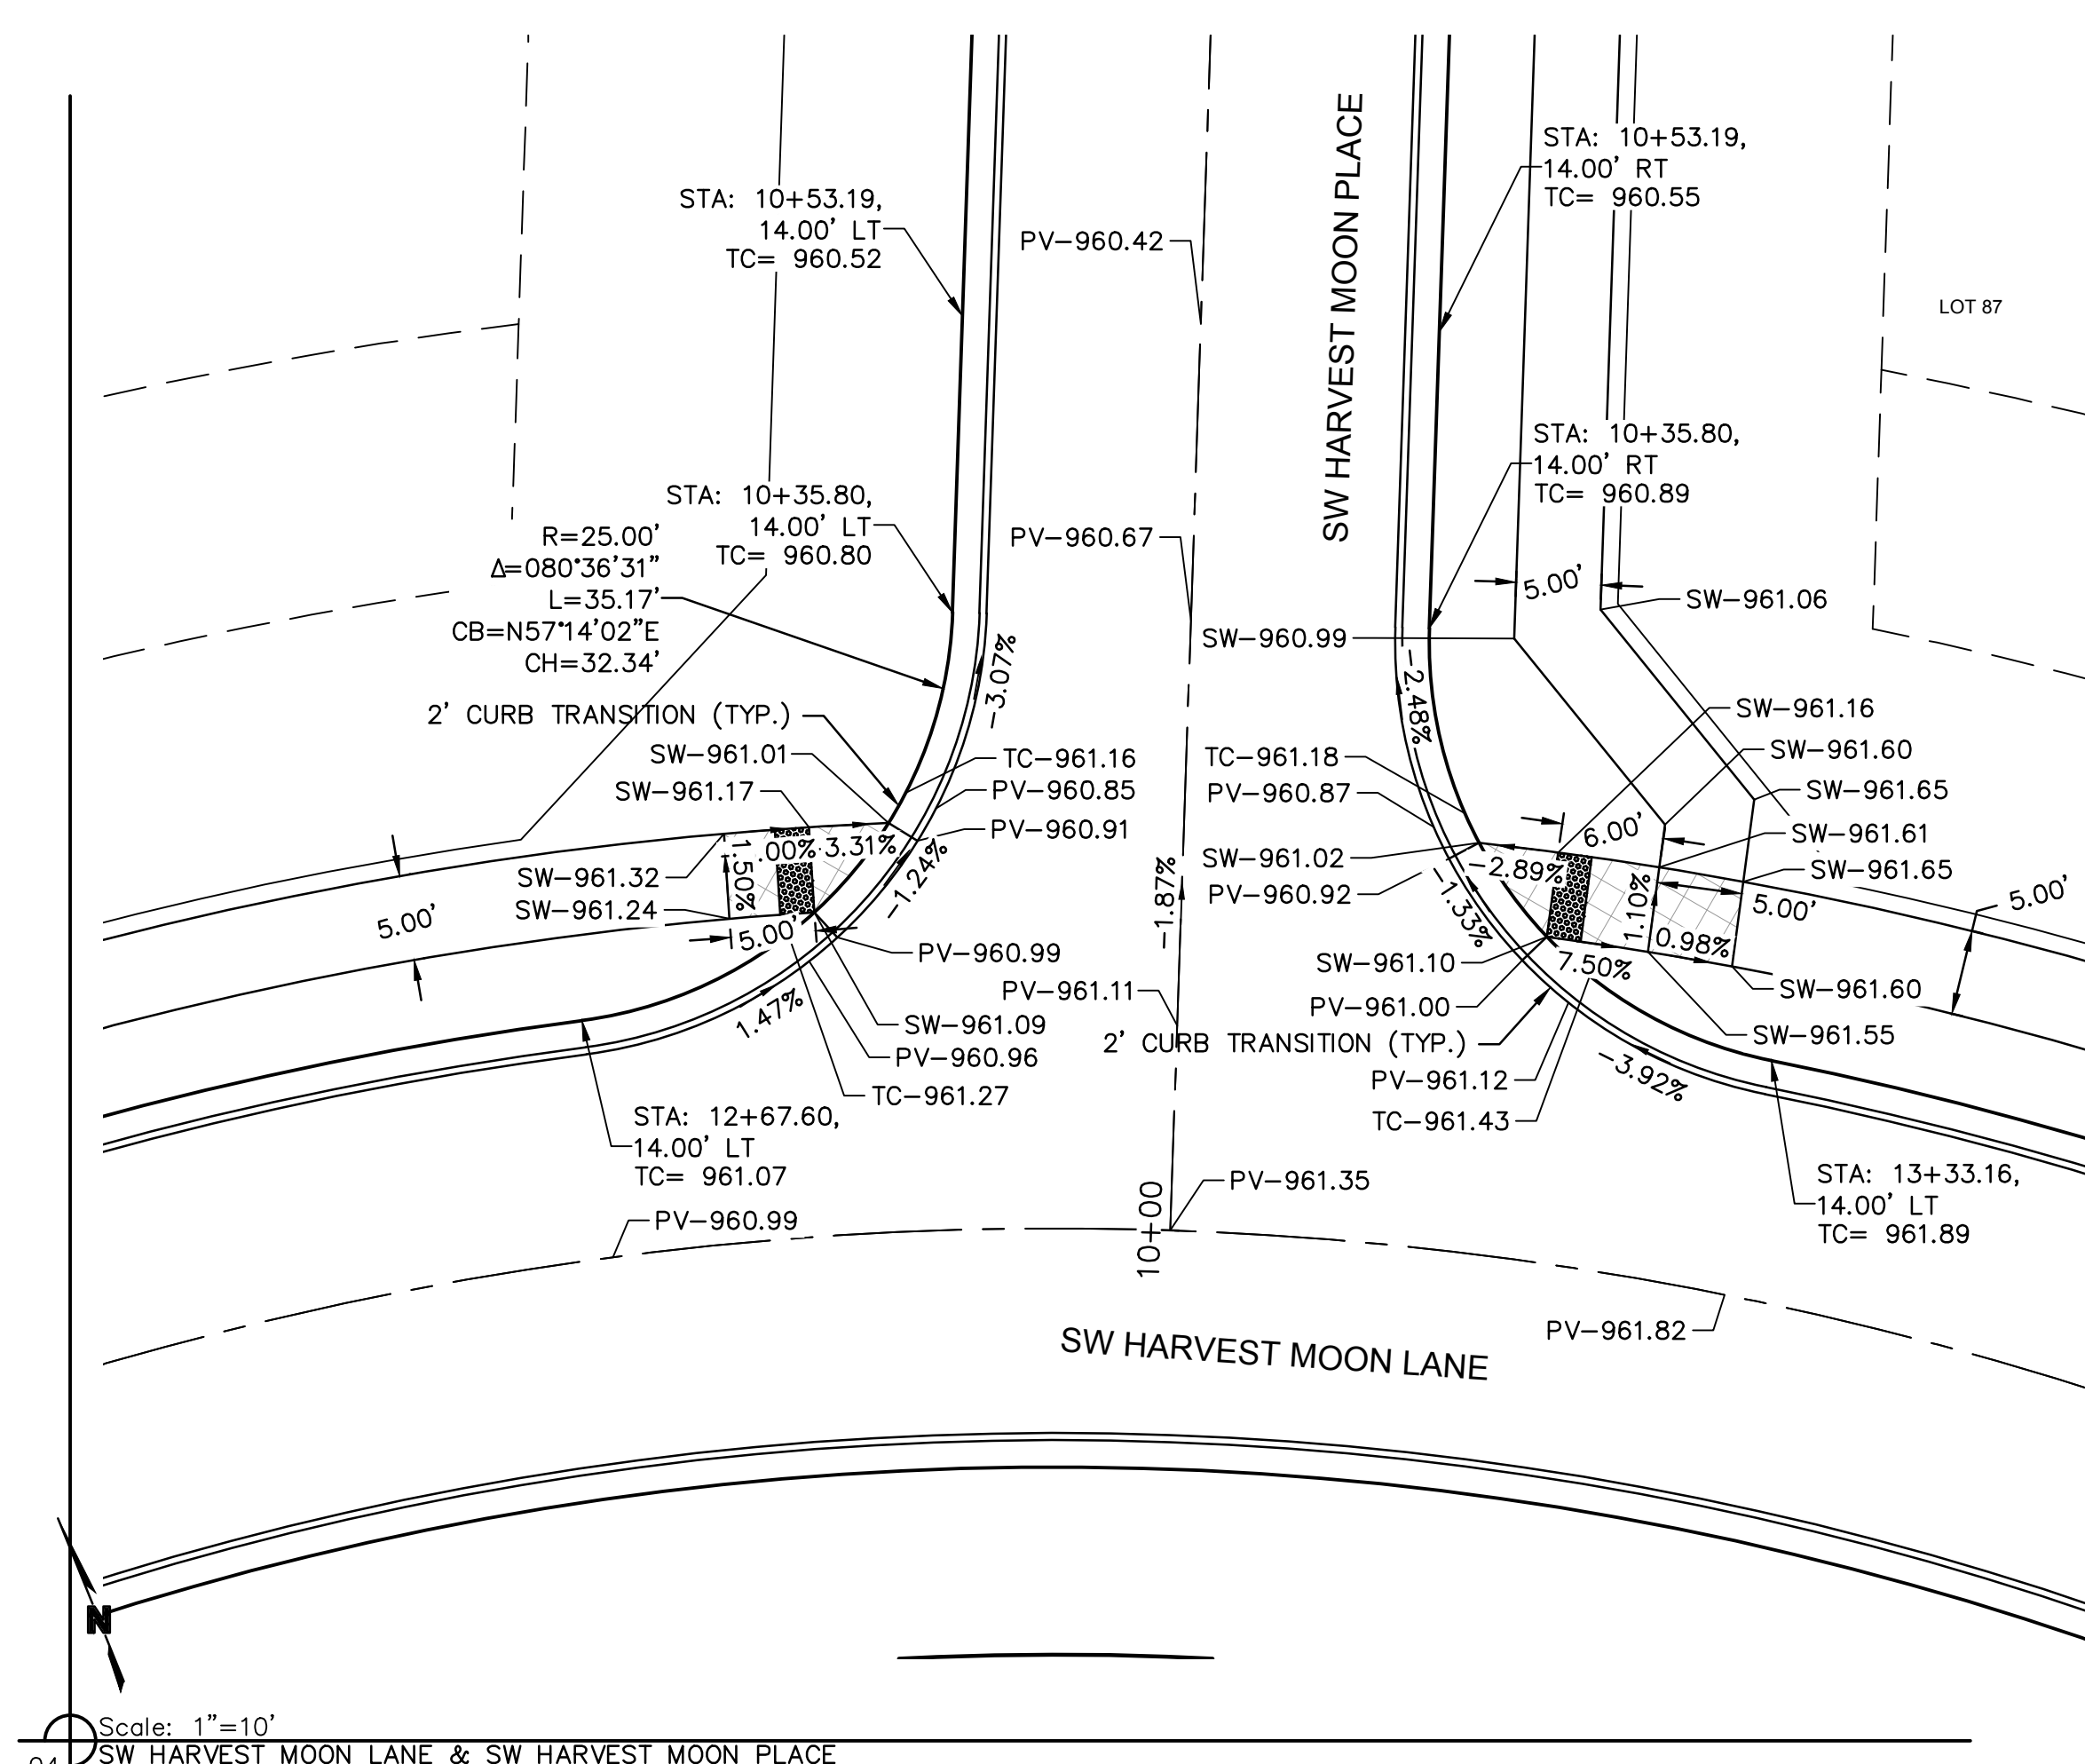 STA: 10+53.19,
14.00' RT
TC= 960.55
STA: 10+53.19,
14.00' LT
TC= 960.52
PV-960.42
SW HARVEST MOON PLACE
LOT 87
STA: 10+35.80,
14.00' RT
TC= 960.89
STA: 10+35.80,
14.00' LT
TC= 960.80
R=25.00'
Δ=080°36'31"
L=35.17'
CB=N57°14'02"E
CH=32.34'
PV-960.67
5.00'
SW-961.06
SW-960.99
-3.07%
-2.48%
2' CURB TRANSITION (TYP.)
SW-961.16
SW-961.01
TC-961.16
TC-961.18
SW-961.60
SW-961.17
PV-960.85
PV-960.87
SW-961.65
PV-960.91
6.00'
SW-961.61
3.31%
.00%
1.50%
-1.24%
SW-961.02
-2.89%
SW-961.65
SW-961.32
PV-960.92
-1.87%
-1.33%
1.10%
5.00'
5.00'
SW-961.24
5.00'
5.00'
0.98%
PV-960.99
SW-961.10
7.50%
PV-961.11
SW-961.60
1.47%
PV-961.00
SW-961.09
SW-961.55
2' CURB TRANSITION (TYP.)
PV-960.96
-3.92%
PV-961.12
TC-961.27
TC-961.43
STA: 12+67.60,
14.00' LT
TC= 961.07
STA: 13+33.16,
14.00' LT
TC= 961.89
PV-961.35
PV-960.99
10+00
PV-961.82
SW HARVEST MOON LANE
N
Scale: 1"=10'
SW HARVEST MOON LANE & SW HARVEST MOON PLACE